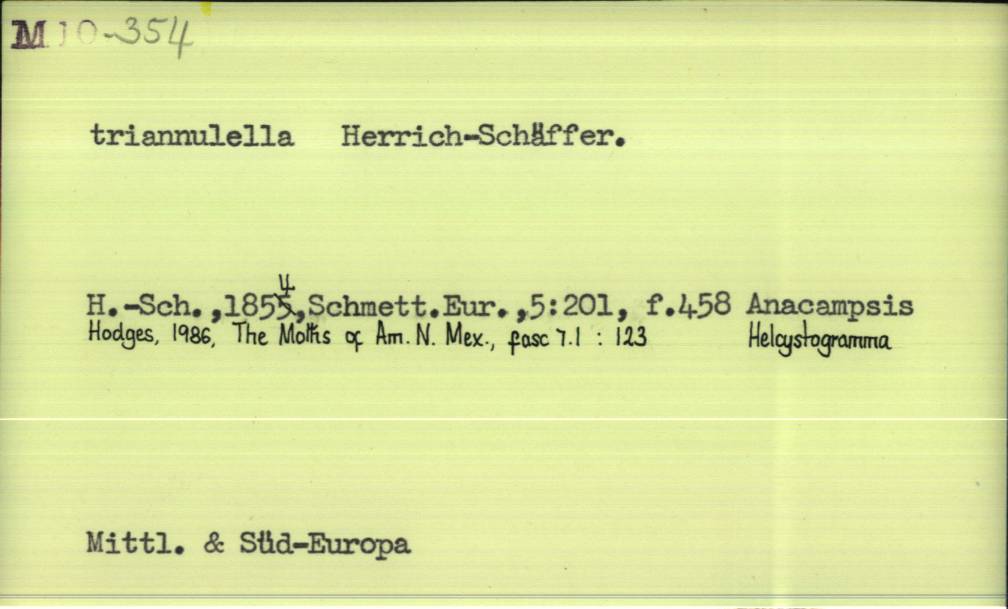 M10-354
triannulella Herrich-Schäffer.
4
H.-Sch.,1855,Schmett.Eur.,5:201, f.458 Anacampsis
Hodges, 1986, The Moths of Am. N. Mex., fasc 7.1 : 123 Helcystogramma
Mittl. & Süd-Europa